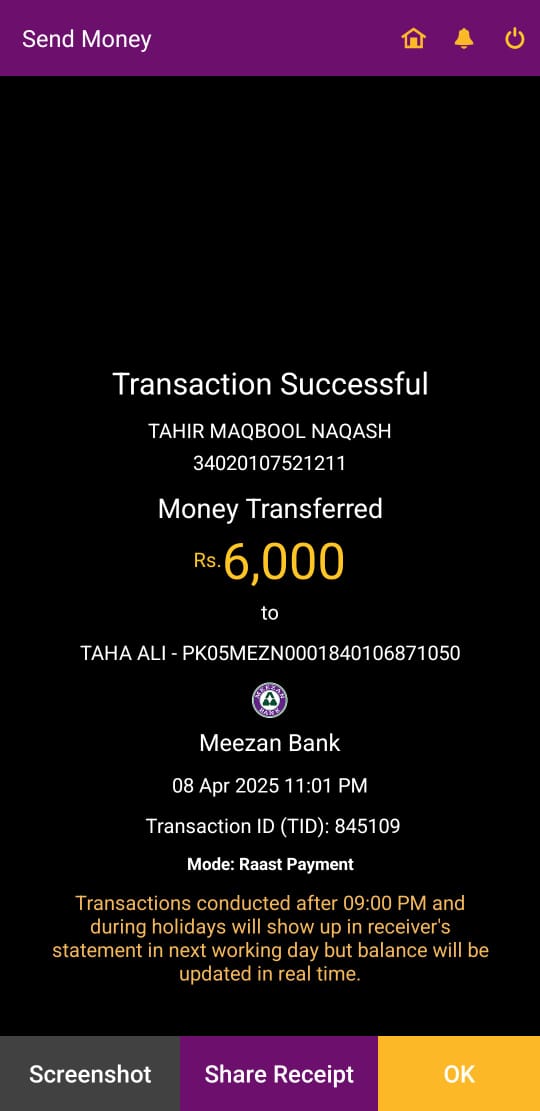 Send Money
Transaction Successful
TAHIR MAQBOOL NAQASH
34020107521211
Money Transferred
Rs.6,000
to
TAHA ALI - PK05MEZN0001840106871050
MEEZAN BANK
Meezan Bank
08 Apr 2025 11:01 PM
Transaction ID (TID): 845109
Mode: Raast Payment
Transactions conducted after 09:00 PM and
during holidays will show up in receiver's
statement in next working day but balance will be
updated in real time.
Screenshot
Share Receipt
OK